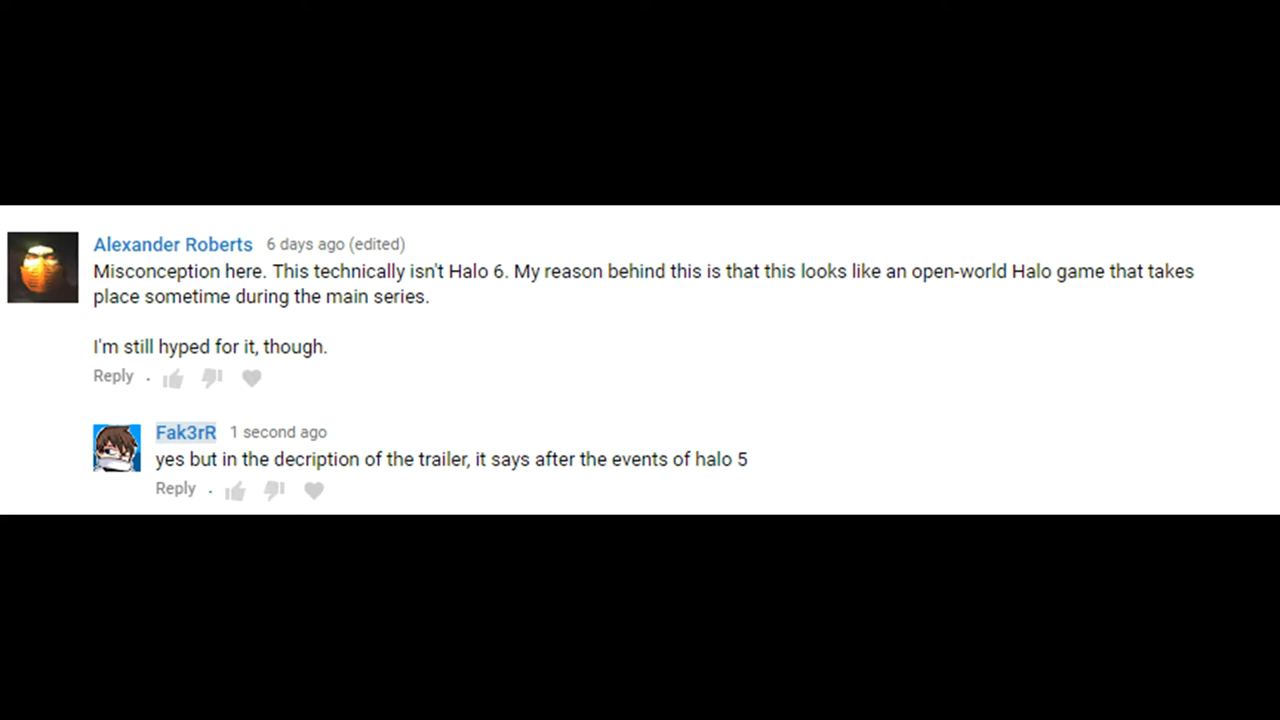 Alexander Roberts 6 days ago (edited)
Misconception here. This technically isn't Halo 6. My reason behind this is that this looks like an open-world Halo game that takes
place sometime during the main series.
I'm still hyped for it, though.
Reply .
Fak3rR 1 second ago
yes but in the decription of the trailer, it says after the events of halo 5
Reply .